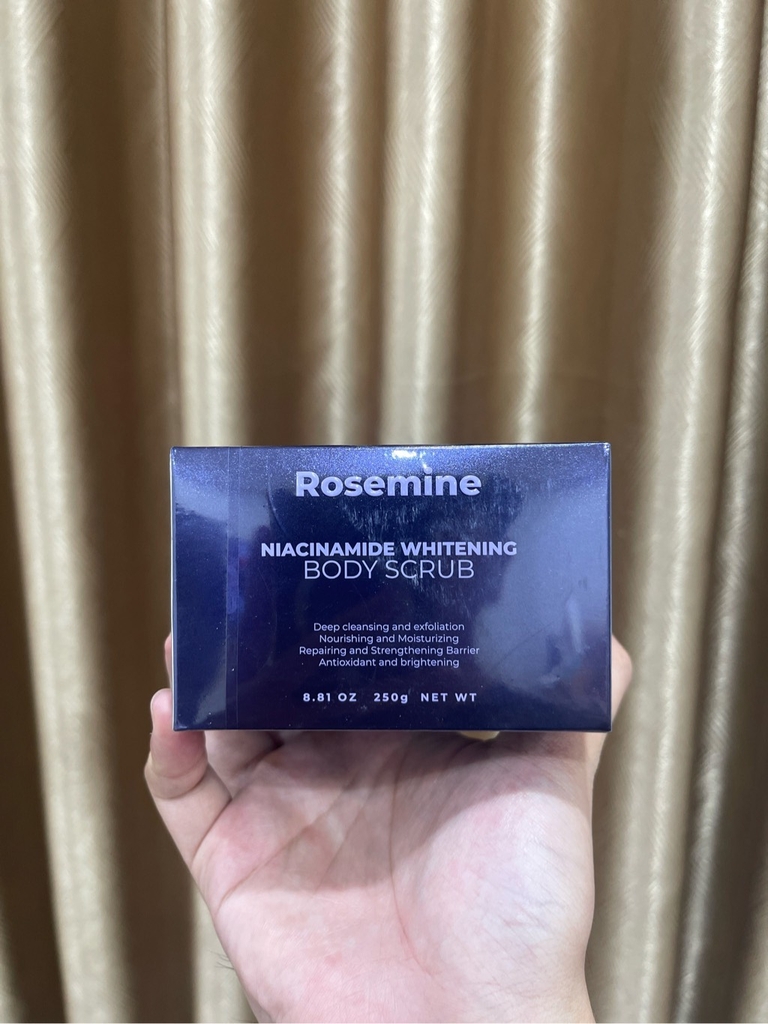 Rosemine
NIACINAMIDE WHITENING
BODY SCRUB
Deep cleansing and exfoliation
Nourishing and Moisturizing
Repairing and Strengthening Barrier
Antioxidant and brightening
8.81 OZ 250g NET WT